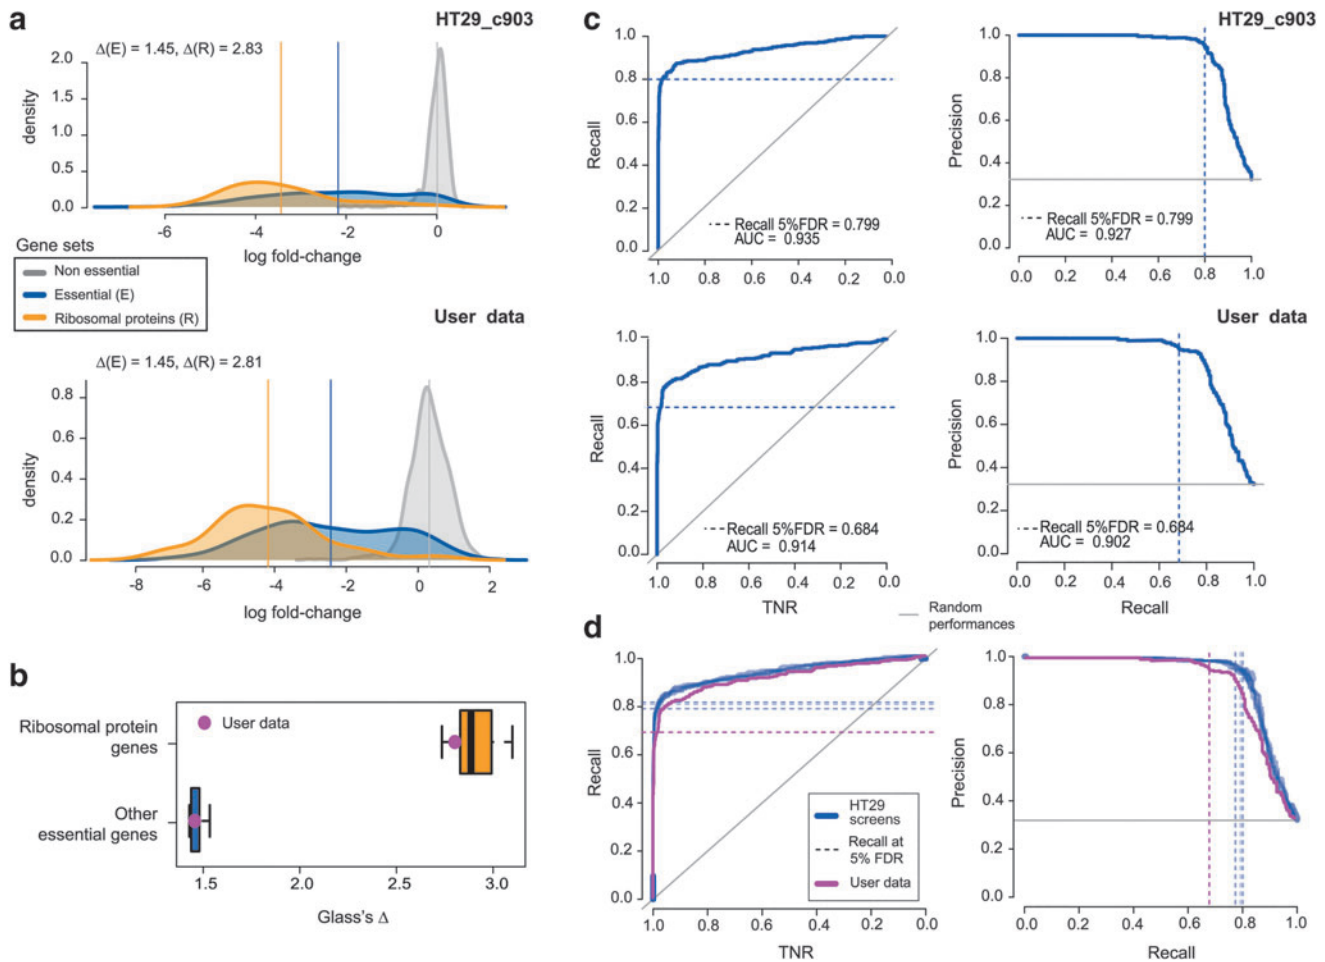 a
HT29_c903
Δ(E) = 1.45, Δ(R) = 2.83
density
2.0
1.5
1.0
0.5
0.0
-6
-4
-2
0
log fold-change
Gene sets
Non essential
Essential (E)
Ribosomal proteins (R)
User data
Δ(E) = 1.45, Δ(R) = 2.81
density
0.8
0.6
0.4
0.2
0.0
-8
-6
-4
-2
0
2
log fold-change
b
User data
Ribosomal protein
genes
Other
essential genes
1.5
2.0
2.5
3.0
Glass's Δ
c
HT29_c903
Recall
1.0
0.8
0.6
0.4
0.2
0.0
Recall 5%FDR = 0.799
AUC = 0.935
1.0 0.8 0.6 0.4 0.2 0.0
Precision
1.0
0.8
0.6
0.4
0.2
0.0
Recall 5%FDR = 0.799
AUC = 0.927
0.0 0.2 0.4 0.6 0.8 1.0
User data
Recall
1.0
0.8
0.6
0.4
0.2
0.0
Recall 5%FDR = 0.684
AUC = 0.914
1.0 0.8 0.6 0.4 0.2 0
TNR
Precision
1.0
0.8
0.6
0.4
0.2
0.0
Recall 5%FDR = 0.684
AUC = 0.902
0.0 0.2 0.4 0.6 0.8 1.0
Recall
Random
performances
d
Recall
1.0
0.8
0.6
0.4
0.2
0.0
HT29
screens
Recall at
5% FDR
User data
1.0 0.8 0.6 0.4 0.2 0.0
TNR
Precision
1.0
0.8
0.6
0.4
0.2
0.0
0.0 0.2 0.4 0.6 0.8 1.0
Recall